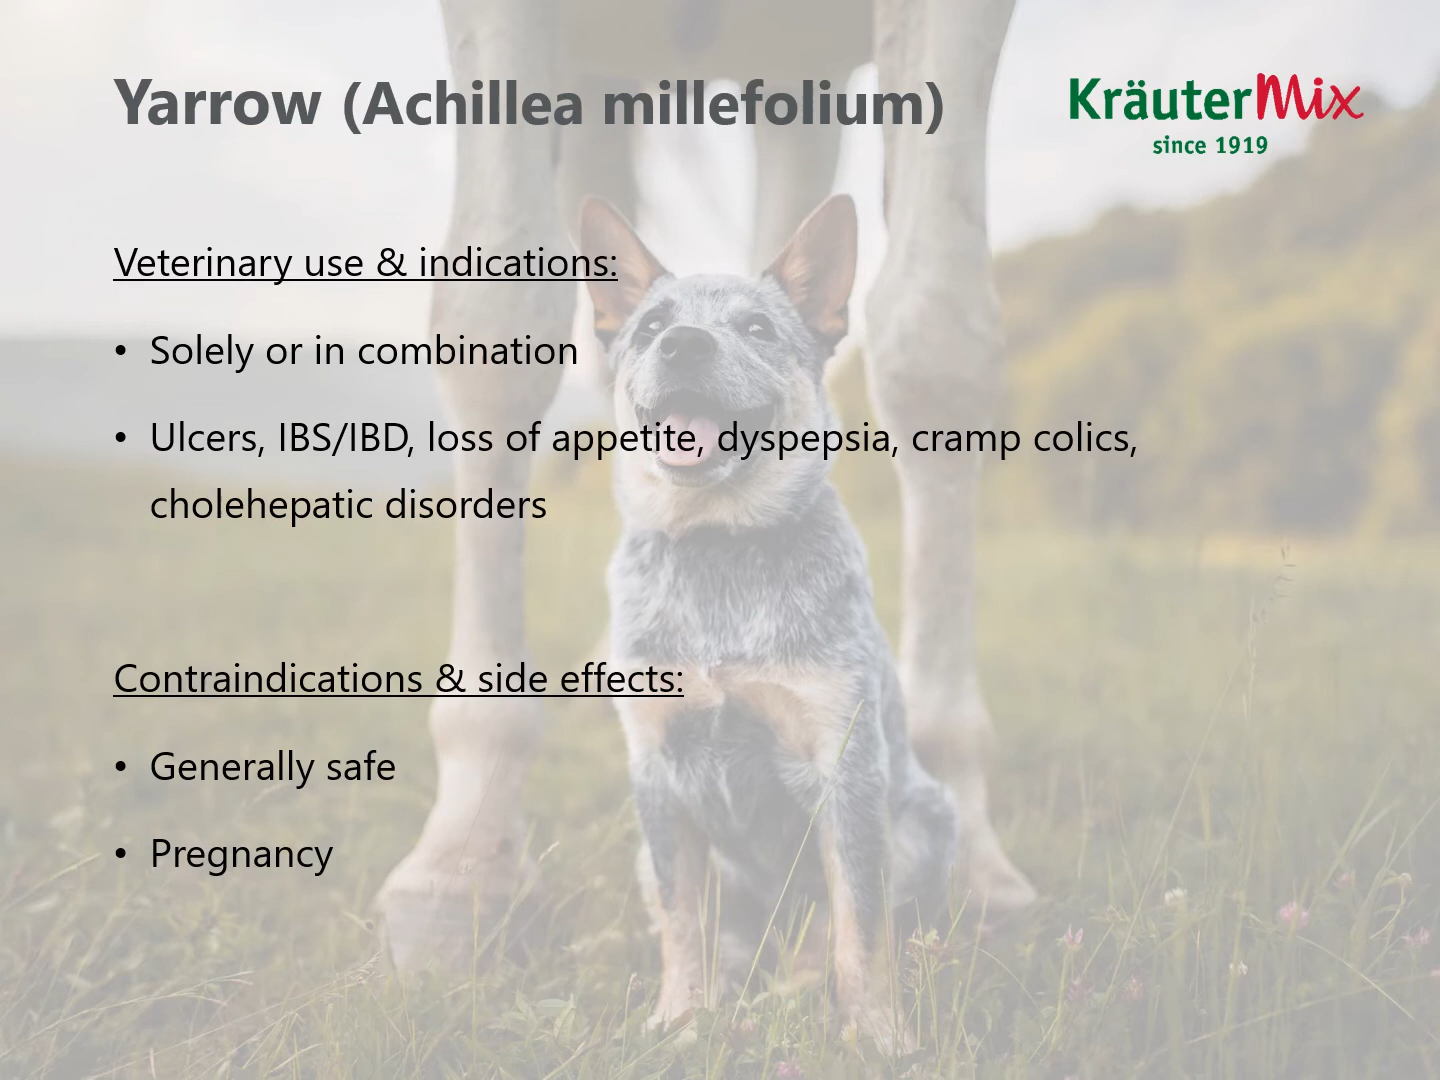 Yarrow (Achillea millefolium)
KräuterMix
since 1919
Veterinary use & indications:
• Solely or in combination
• Ulcers, IBS/IBD, loss of appetite, dyspepsia, cramp colics,
cholehepatic disorders
Contraindications & side effects:
• Generally safe
• Pregnancy